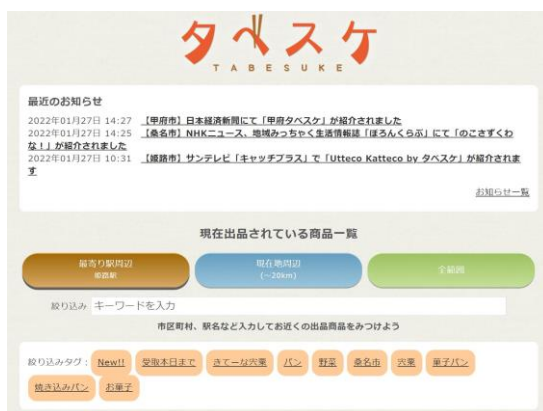 タベスケ
TABESUKE
最近のお知らせ
2022年01月27日 14:27 【甲府市】日本経済新聞にて「甲府タベスケ」が紹介されました
2022年01月27日 14:25 【桑名市】NHKニュース、地域みっちゃく生活情報誌「ぽろんくらぶ」にて「のこさずくわ
な！」が紹介されました
2022年01月27日 10:31 【姫路市】サンテレビ「キャッチプラス」で「Utteco Katteco by タベスケ」が紹介されま
す
お知らせ一覧
現在出品されている商品一覧
最寄り駅周辺 現在地周辺 全範囲
姫路駅 (～20km)
絞り込み キーワードを入力
市区町村、駅名など入力してお近くの出品商品をみつけよう
絞り込みタグ： New!! 受取本日まで きてーな宍粟 パン 野菜 桑名市 宍粟 菓子パン
焼き込みパン お菓子